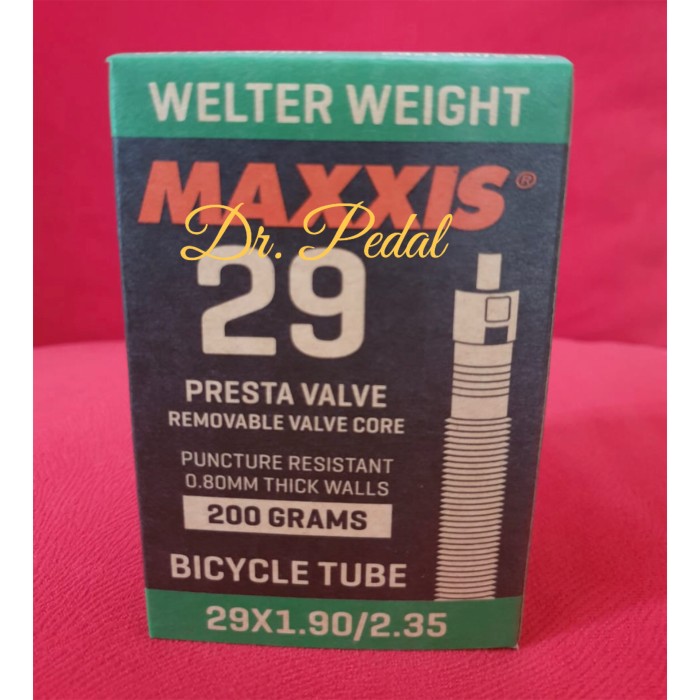 WELTER WEIGHT
MAXXIS®
Dr. Pedal
29
PRESTA VALVE
REMOVABLE VALVE CORE
PUNCTURE RESISTANT
0.80MM THICK WALLS
200 GRAMS
BICYCLE TUBE
29X1.90/2.35